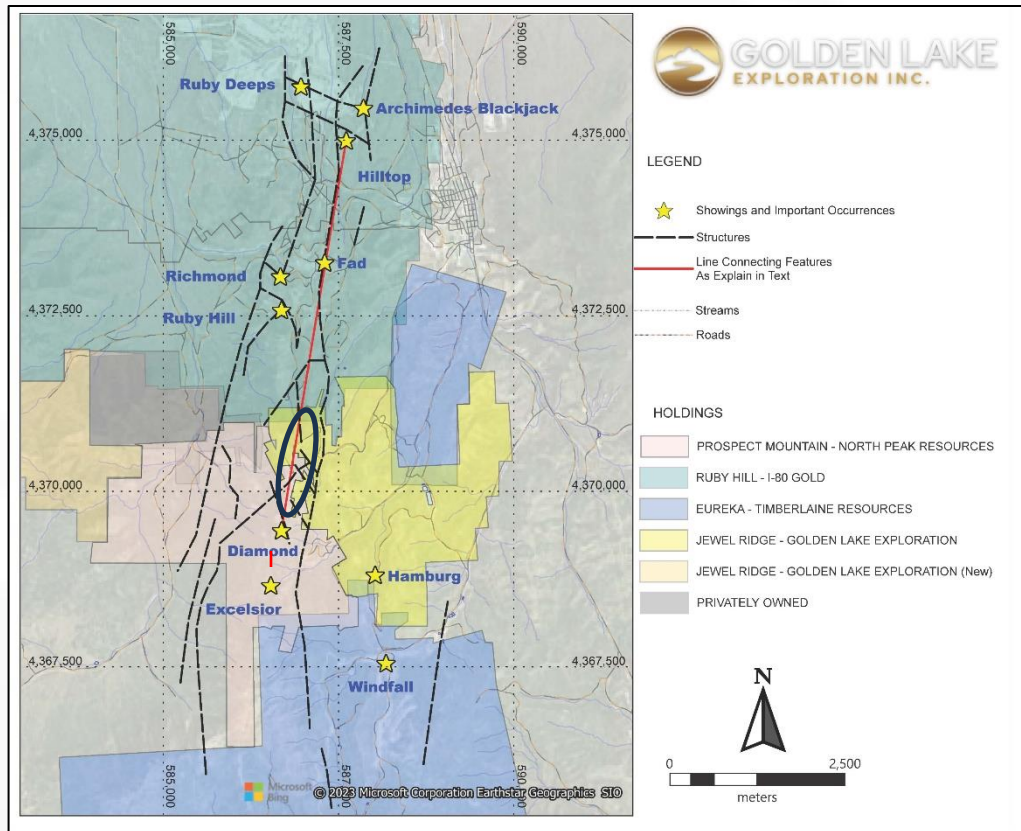 585,000
587,500
590,000
Ruby Deeps
Archimedes Blackjack
4,375,000
4,375,000
Hilltop
Fad
Richmond
Ruby Hill
4,372,500
4,372,500
4,370,000
4,370,000
Diamond
Hamburg
Excelsior
4,367,500
4,367,500
Windfall
585,000
587,500
590,000
Microsoft
Bing
© 2023 Microsoft Corporation Earthstar Geographics SIO
GOLDEN LAKE
EXPLORATION INC.
LEGEND
Showings and Important Occurrences
Structures
Line Connecting Features
As Explain in Text
Streams
Roads
HOLDINGS
PROSPECT MOUNTAIN - NORTH PEAK RESOURCES
RUBY HILL - I-80 GOLD
EUREKA - TIMBERLAINE RESOURCES
JEWEL RIDGE - GOLDEN LAKE EXPLORATION
JEWEL RIDGE - GOLDEN LAKE EXPLORATION (New)
PRIVATELY OWNED
N
0 2,500
meters